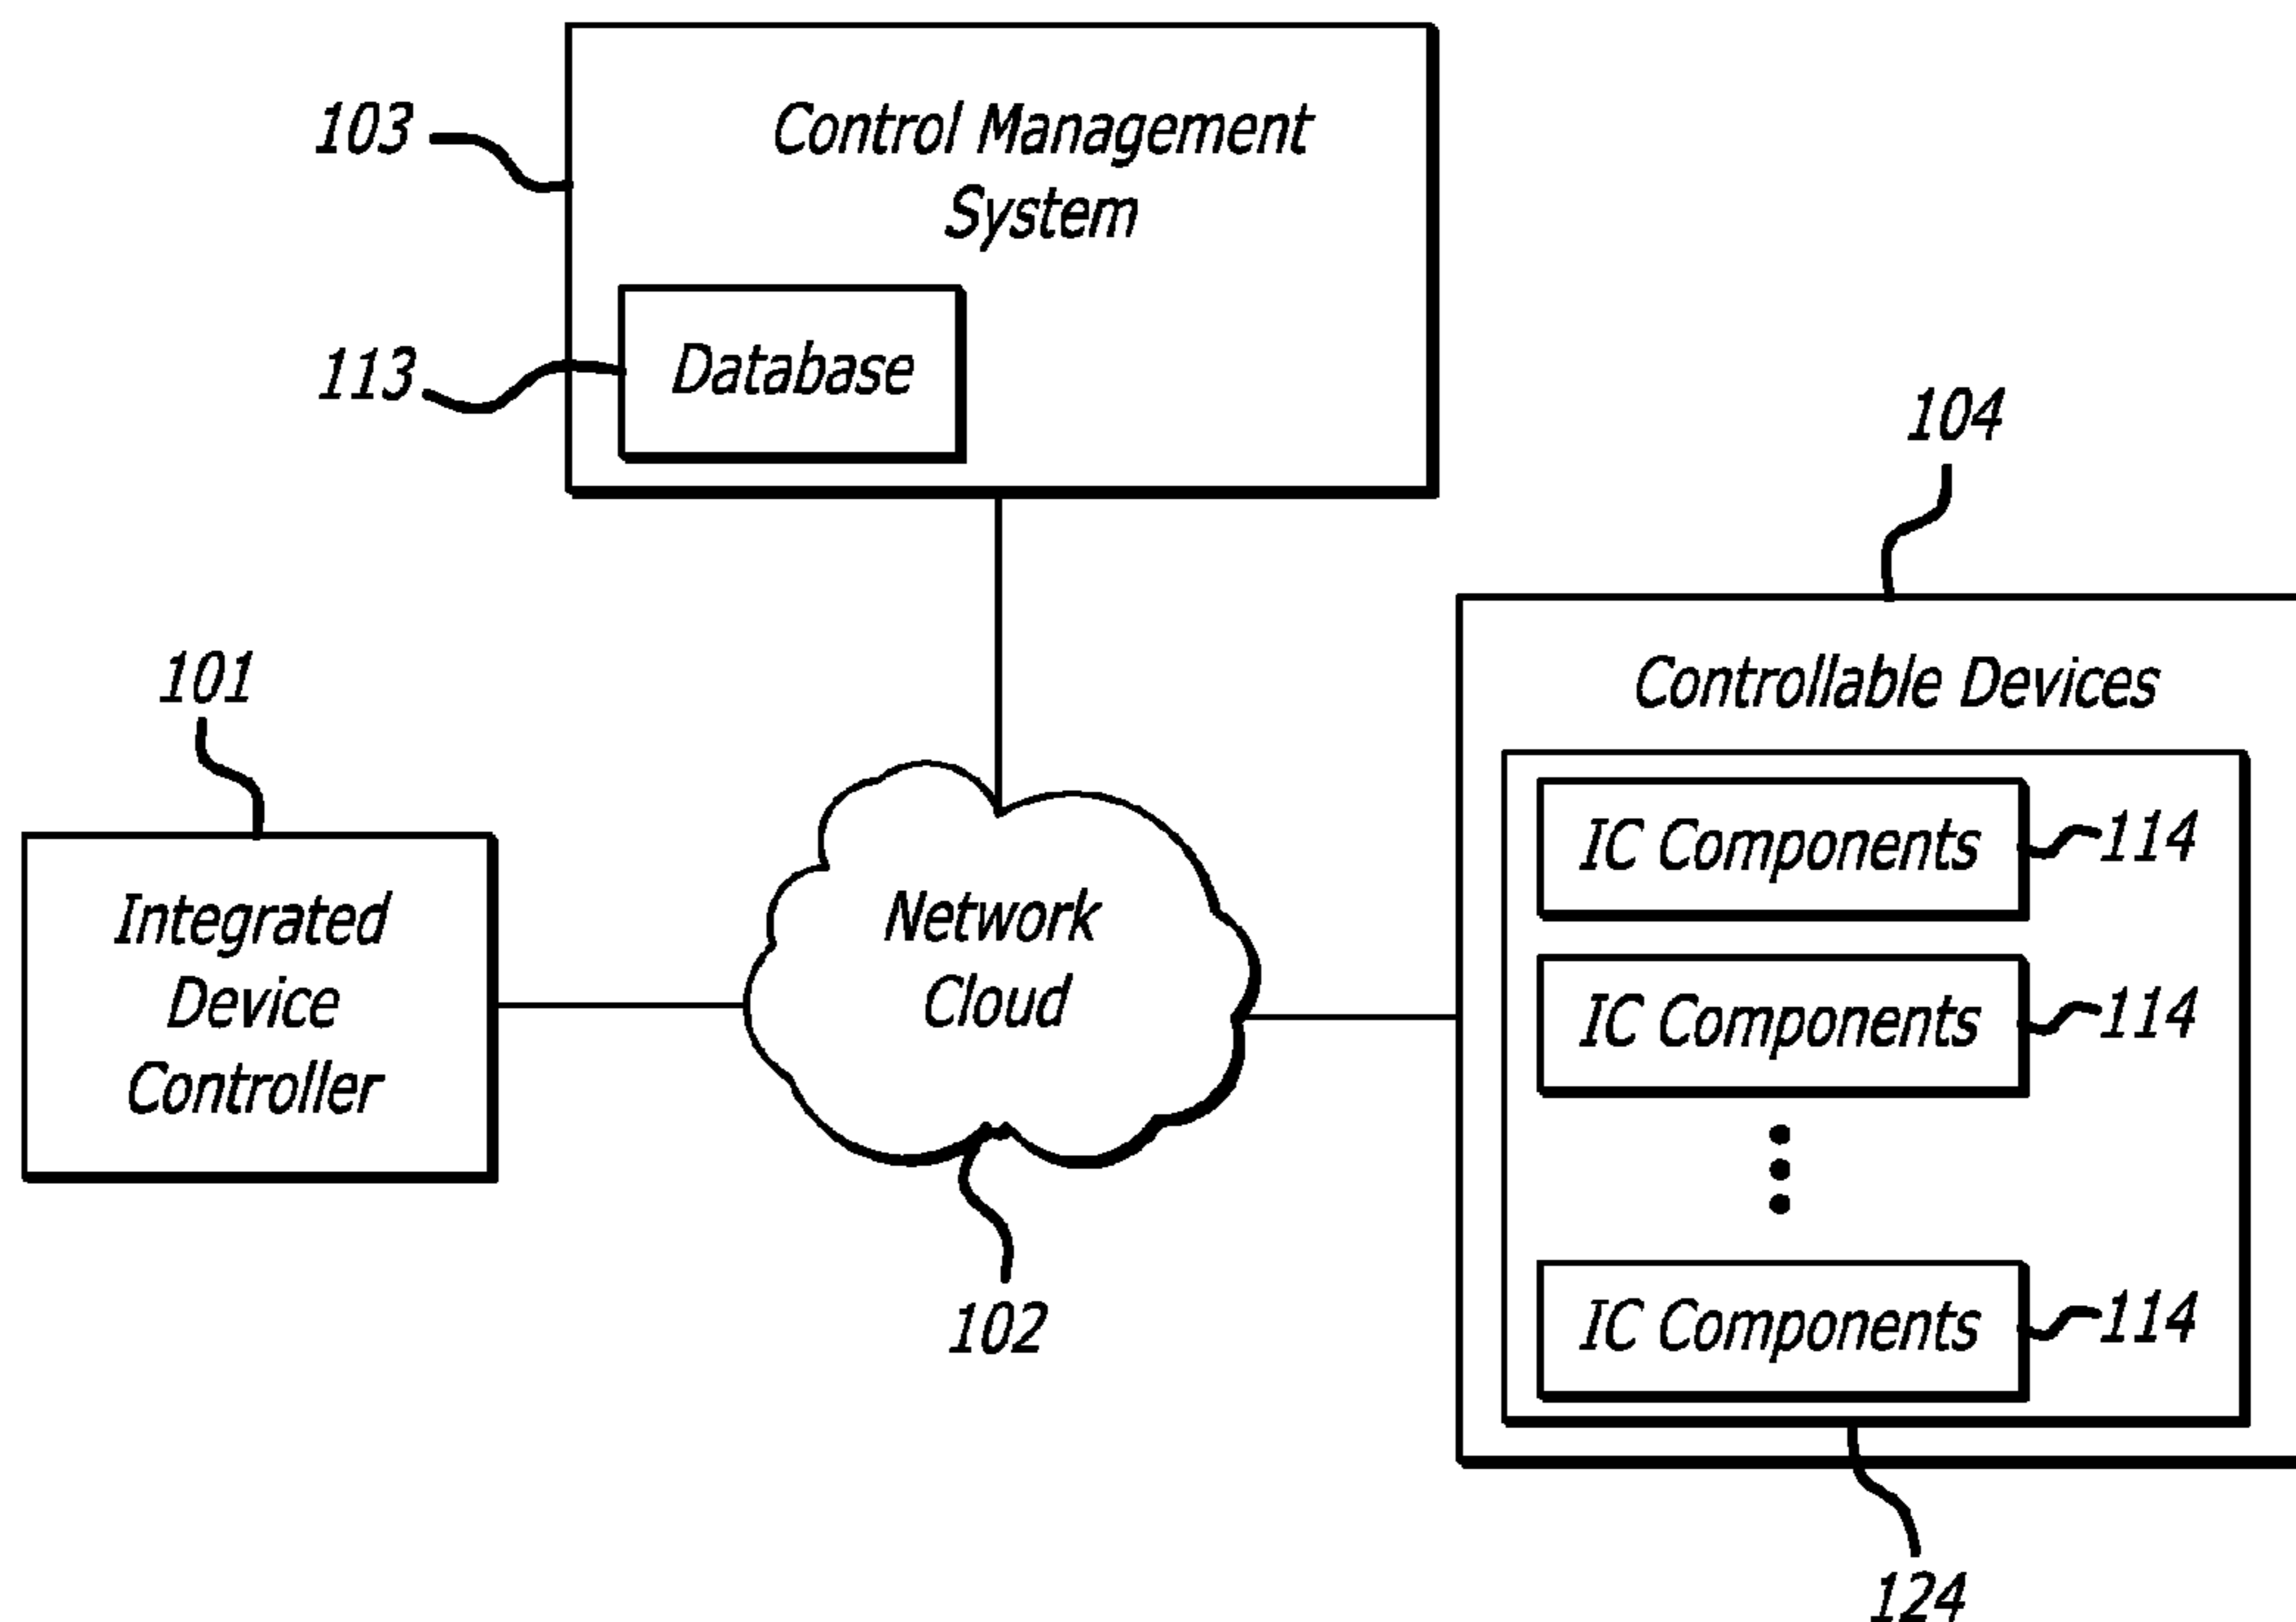 103
Control Management
System
113
Database
104
101
Controllable Devices
Integrated
Device
Controller
Network
Cloud
IC Components
114
IC Components
114
IC Components
114
102
124